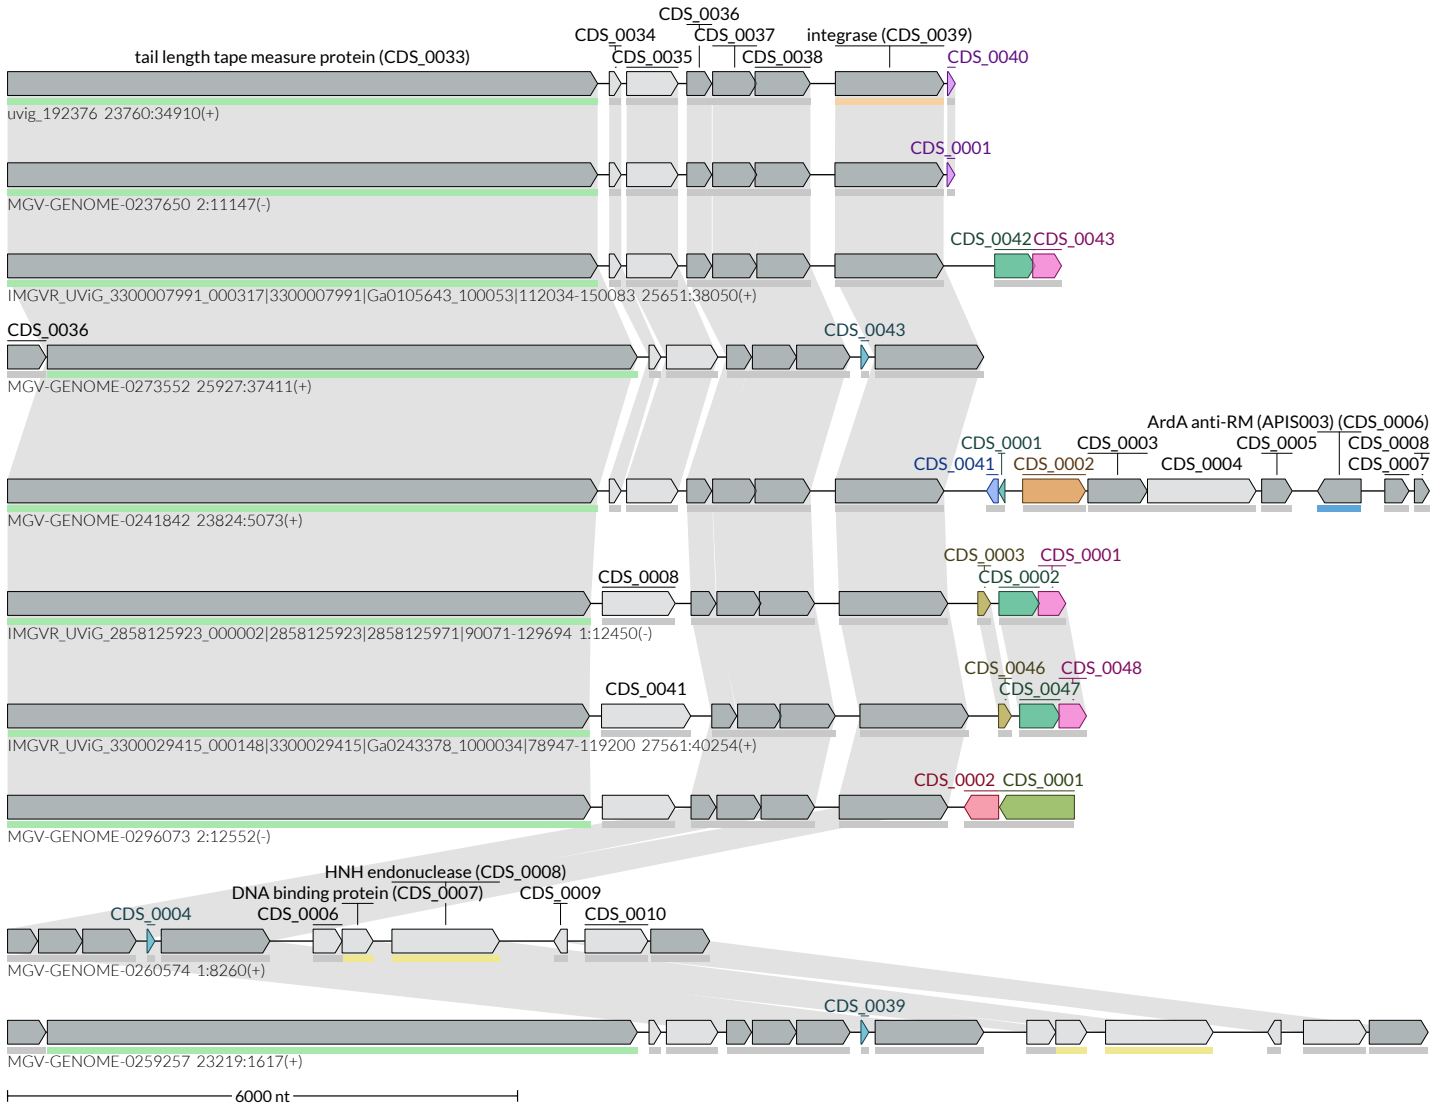 CDS_0036
CDS_0034 CDS_0037 integrase (CDS_0039)
tail length tape measure protein (CDS_0033) CDS_0035 CDS_0038 CDS_0040
uvig_192376 23760:34910(+)
CDS_0001
MGV-GENOME-0237650 2:11147(-)
CDS_0042 CDS_0043
IMGVR_UViG_3300007991_000317|3300007991|Ga0105643_100053|112034-150083 25651:38050(+)
CDS_0036 CDS_0043
MGV-GENOME-0273552 25927:37411(+)
ArdA anti-RM (APIS003) (CDS_0006)
CDS_0001 CDS_0003 CDS_0005 CDS_0008
CDS_0041 CDS_0002 CDS_0004 CDS_0007
MGV-GENOME-0241842 23824:5073(+)
CDS_0003 CDS_0001
CDS_0008 CDS_0002
IMGVR_UViG_2858125923_000002|2858125923|2858125971|90071-129694 1:12450(-)
CDS_0046 CDS_0048
CDS_0041 CDS_0047
IMGVR_UViG_3300029415_000148|3300029415|Ga0243378_1000034|78947-119200 27561:40254(+)
CDS_0002 CDS_0001
MGV-GENOME-0296073 2:12552(-)
HNH endonuclease (CDS_0008)
DNA binding protein (CDS_0007) CDS_0009
CDS_0004 CDS_0006 CDS_0010
MGV-GENOME-0260574 1:8260(+)
CDS_0039
MGV-GENOME-0259257 23219:1617(+)
6000 nt